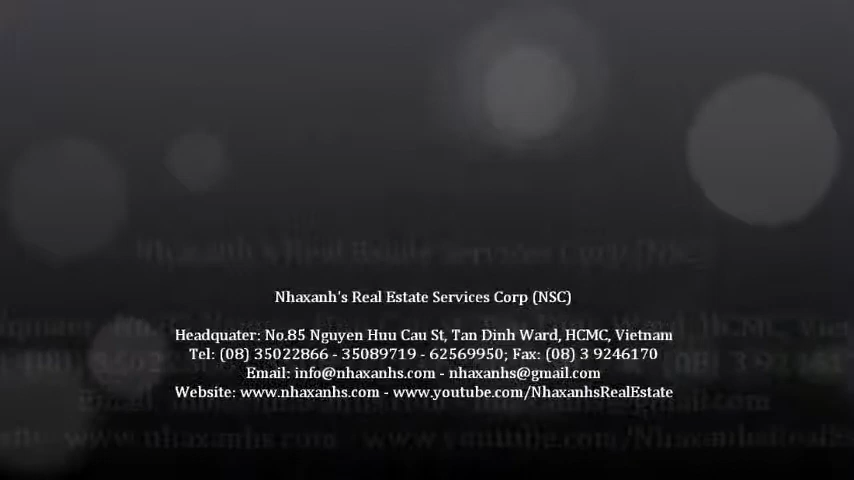 Nhaxanh's Real Estate Services Corp (NSC)
Headquater: No.85 Nguyen Huu Cau St, Tan Dinh Ward, HCMC, Vietnam
Tel: (08) 35022866 - 35089719 - 62569950; Fax: (08) 3 9246170
Email: info@nhaxanhs.com - nhaxanhs@gmail.com
Website: www.nhaxanhs.com - www.youtube.com/NhaxanhsRealEstate